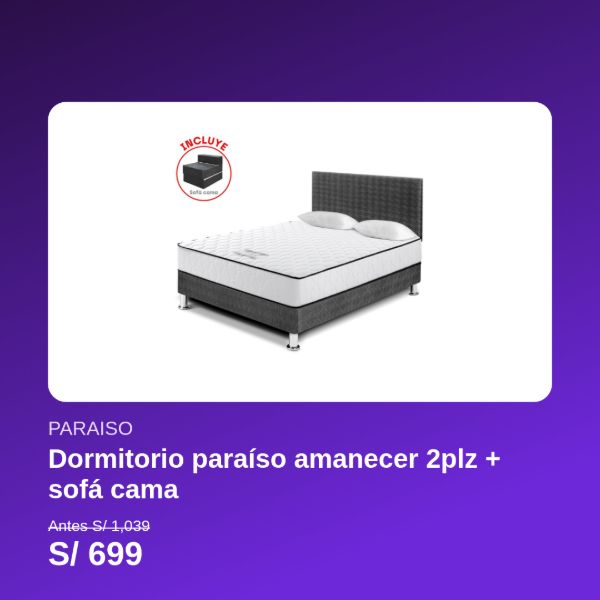 INCLUYE
Sofá cama
PARAISO
Dormitorio paraíso amanecer 2plz +
sofá cama
Antes S/ 1,039
S/ 699